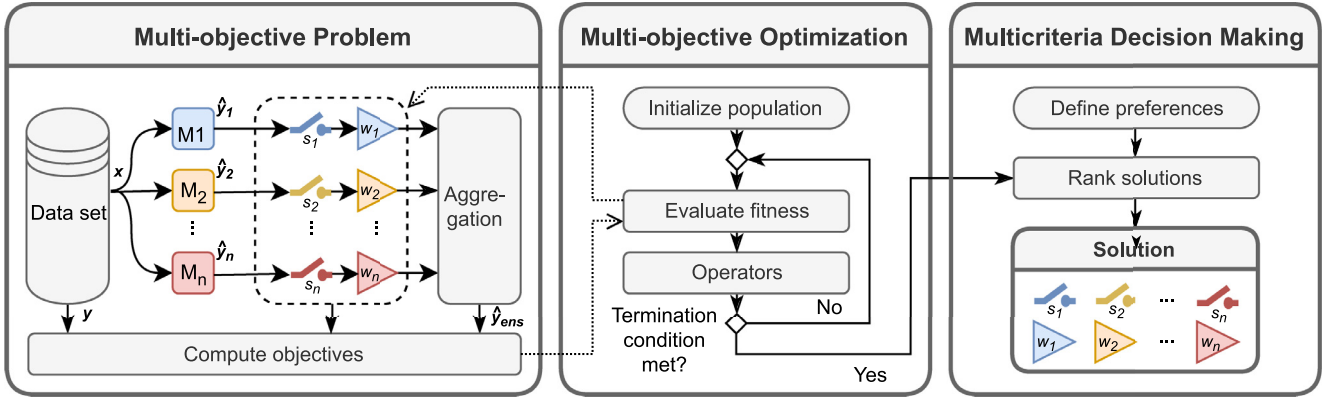 Multi-objective Problem
Data set
x
M1
ŷ1
s1
w1
M2
ŷ2
s2
w2
⋮
⋮
⋮
Mn
ŷn
sn
wn
Aggre-
gation
y
ŷens
Compute objectives
Multi-objective Optimization
Initialize population
Evaluate fitness
Operators
Termination
condition
met?
No
Yes
Multicriteria Decision Making
Define preferences
Rank solutions
Solution
s1 s2 ... sn
w1 w2 ... wn